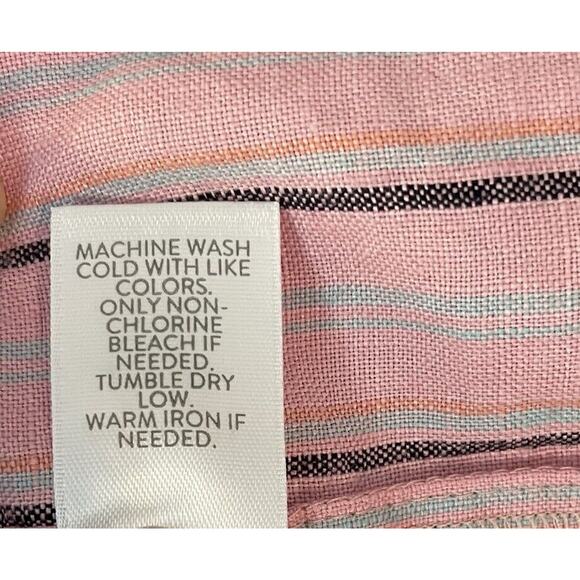 MACHINE WASH
COLD WITH LIKE
COLORS.
ONLY NON-
CHLORINE
BLEACH IF
NEEDED.
TUMBLE DRY
LOW.
WARM IRON IF
NEEDED.